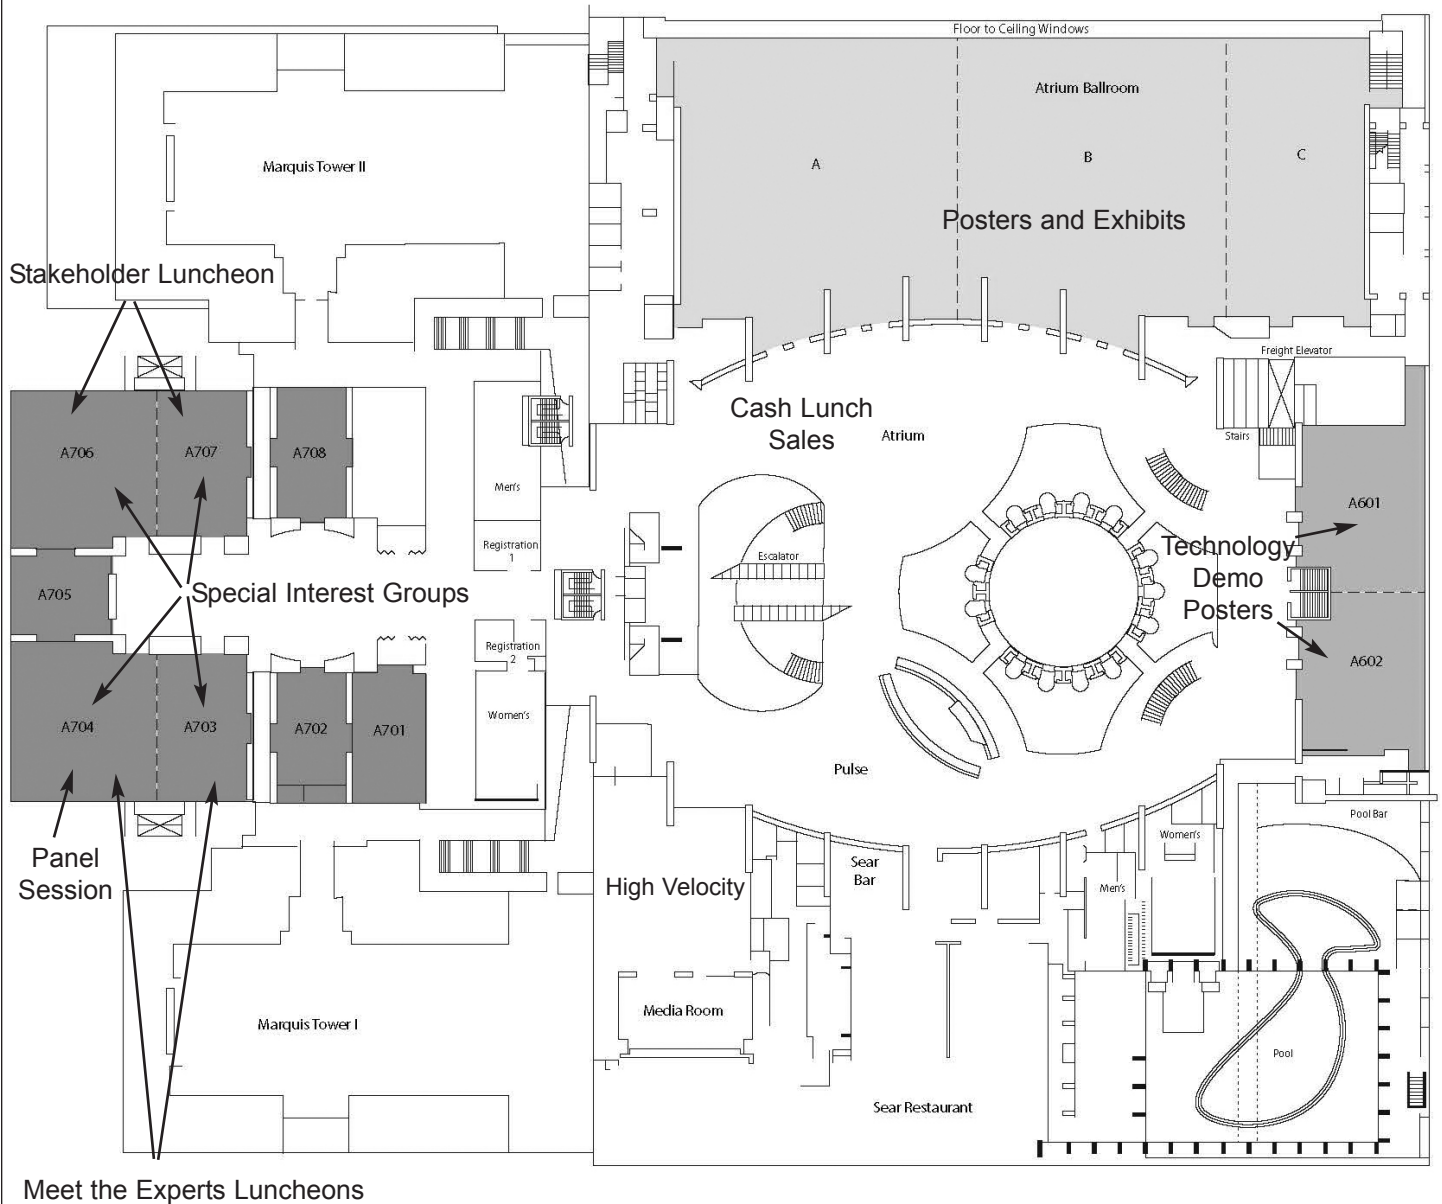 Floor to Ceiling Windows
Atrium Ballroom
A
B
C
Marquis Tower II
Posters and Exhibits
Stakeholder Luncheon
Freight Elevator
Cash Lunch
Sales
Atrium
Stairs
A706
A707
A708
Men's
A601
Registration
1
Escalator
Technology
Demo
Posters
A705
Special Interest Groups
Registration
2
A602
A704
A703
A702
A701
Women's
Pulse
Pool Bar
Women's
Panel
Session
Sear
Bar
High Velocity
Men's
Media Room
Marquis Tower I
Pool
Sear Restaurant
Meet the Experts Luncheons